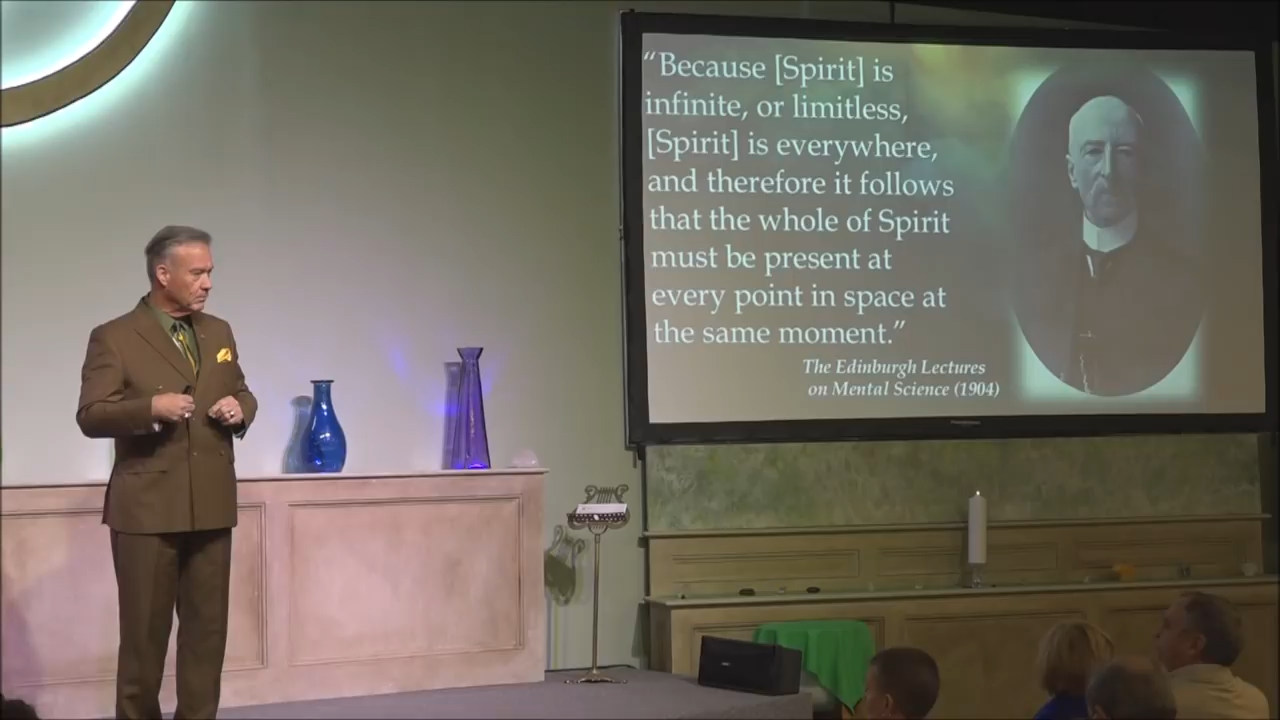 “Because [Spirit] is
infinite, or limitless,
[Spirit] is everywhere,
and therefore it follows
that the whole of Spirit
must be present at
every point in space at
the same moment.”
The Edinburgh Lectures
on Mental Science (1904)